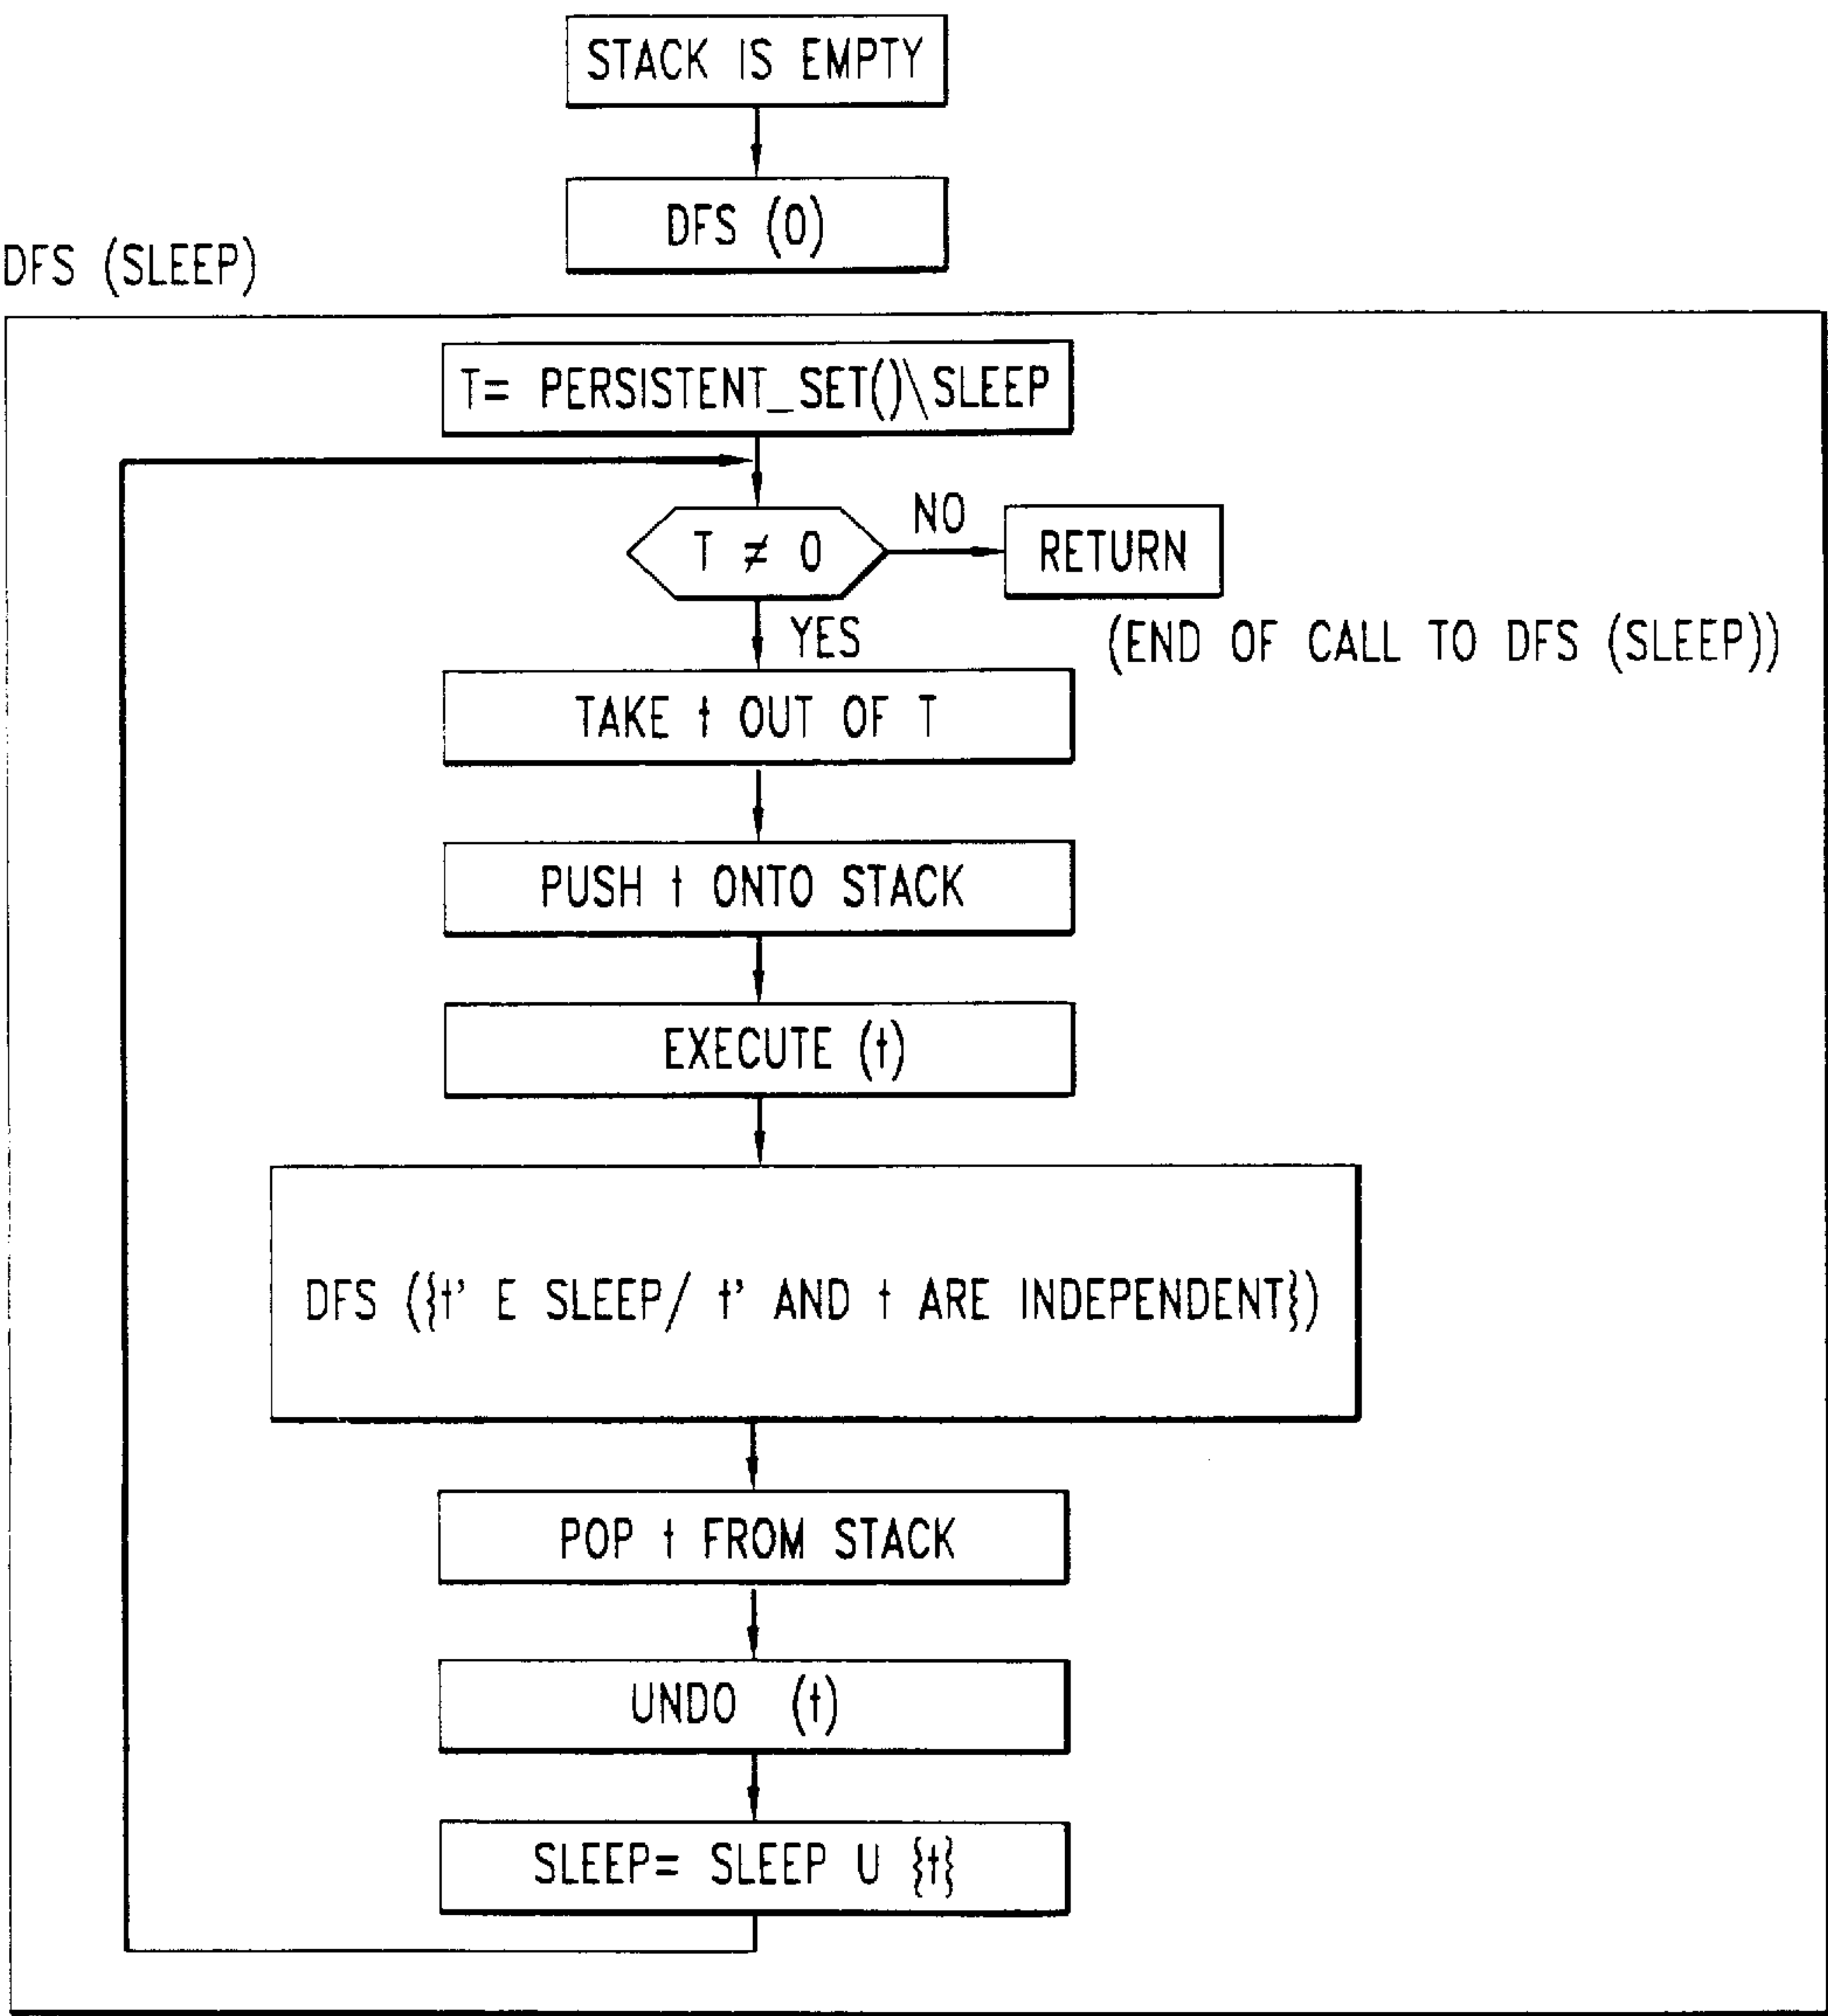 STACK IS EMPTY
DFS (0)
DFS (SLEEP)
T= PERSISTENT_SET()\SLEEP
T ≠ 0
NO
RETURN
YES
(END OF CALL TO DFS (SLEEP))
TAKE t OUT OF T
PUSH t ONTO STACK
EXECUTE (t)
DFS ({t' E SLEEP/ t' AND t ARE INDEPENDENT})
POP t FROM STACK
UNDO (t)
SLEEP= SLEEP U {t}